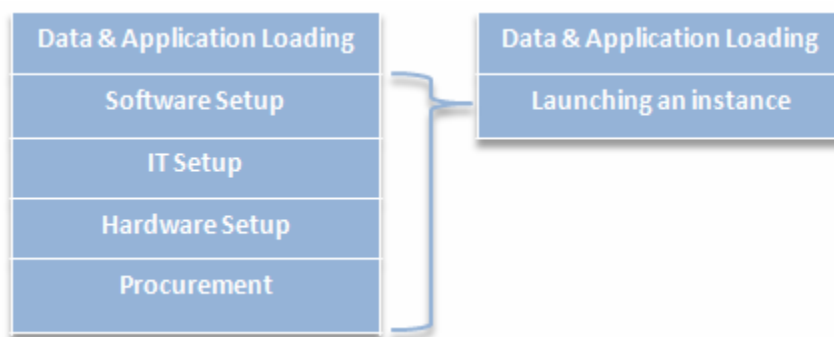 Data & Application Loading
Software Setup
IT Setup
Hardware Setup
Procurement
Data & Application Loading
Launching an instance